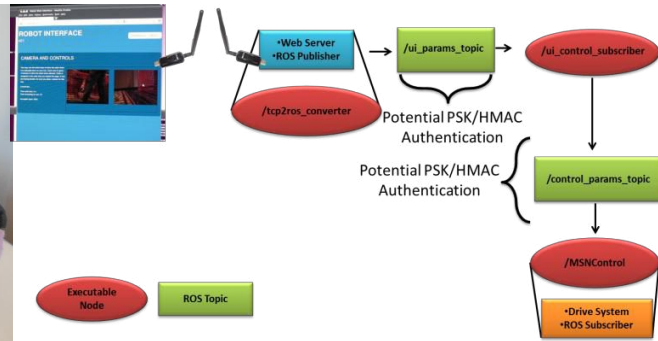 ROBOT INTERFACE
CAMERA AND CONTROLS
•Web Server
•ROS Publisher
/tcp2ros_converter
/ui_params_topic
/ui_control_subscriber
Potential PSK/HMAC
Authentication
Potential PSK/HMAC
Authentication
/control_params_topic
/MSNControl
•Drive System
•ROS Subscriber
Executable
Node
ROS Topic